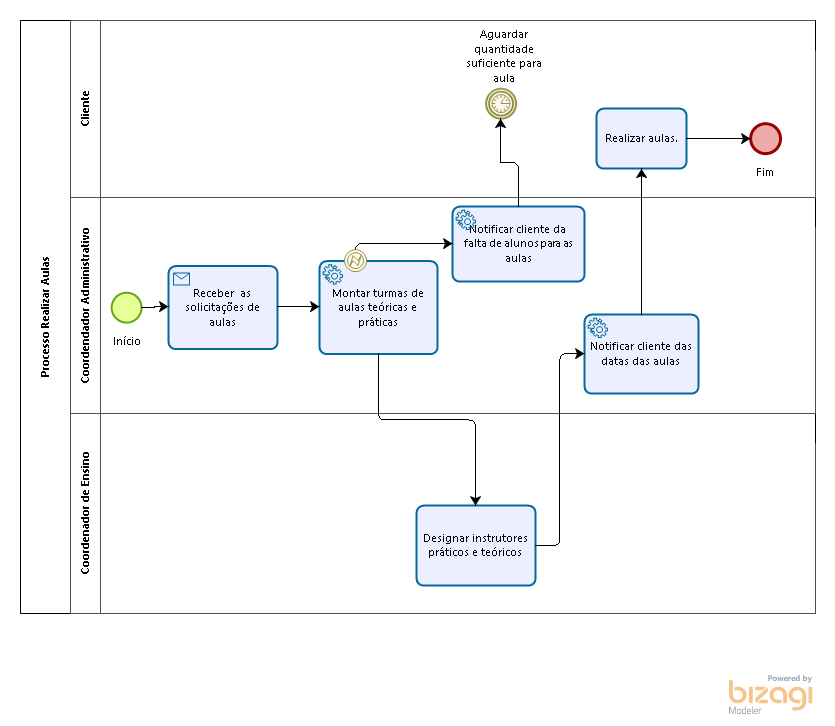 Processo Realizar Aulas
Cliente
Aguardar
quantidade
suficiente para
aula
Realizar aulas.
Fim
Coordendador Administrativo
Início
Receber as
solicitações de
aulas
Montar turmas de
aulas teóricas e
práticas
Notificar cliente da
falta de alunos para as
aulas
Notificar cliente das
datas das aulas
Coordenador de Ensino
Designar instrutores
práticos e teóricos
Powered by
bizagi
Modeler